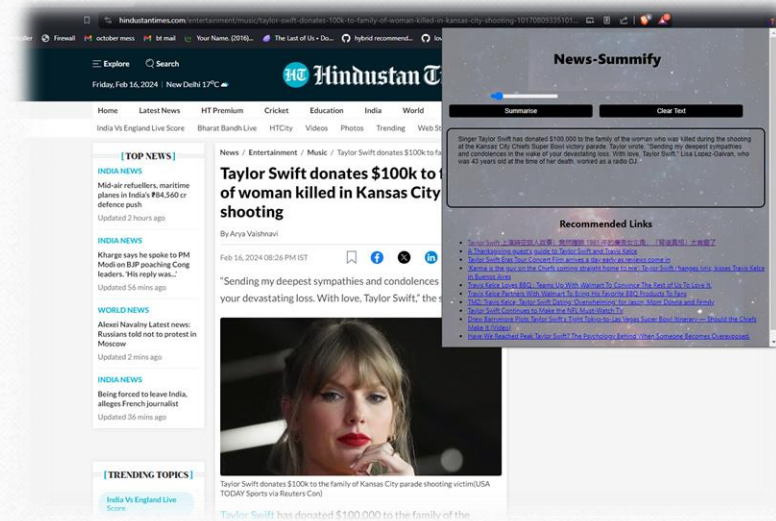 hindustantimes.com/entertainment/music/taylor-swift-donates-100k-to-family-of-woman-killed-in-kansas-city-shooting-10170809335101...
Firewall october mess bt mail Your Name. (2016)... The Last of Us • Do... hybrid recommend...
Explore Search
Hindustan T
Friday, Feb 16, 2024 | New Delhi 17°C
Home Latest News HT Premium Cricket Education India World
India Vs England Live Score Bharat Bandh Live HTCity Videos Photos Trending Web St
[TOP NEWS]
INDIA NEWS
Mid-air refuellers, maritime
planes in India's ₹84,560 cr
defence push
Updated 2 hours ago
INDIA NEWS
Kharge says he spoke to PM
Modi on BJP poaching Cong
leaders. 'His reply was...'
Updated 56 mins ago
WORLD NEWS
Alexei Navalny Latest news:
Russians told not to protest in
Moscow
Updated 2 mins ago
INDIA NEWS
Being forced to leave India,
alleges French journalist
Updated 36 mins ago
[TRENDING TOPICS]
India Vs England Live
Score
News / Entertainment / Music / Taylor Swift donates $100k to fa
Taylor Swift donates $100k to f
of woman killed in Kansas City
shooting
By Arya Vaishnavi
Feb 16, 2024 08:26 PM IST
"Sending my deepest sympathies and condolences
your devastating loss. With love, Taylor Swift," the s
Taylor Swift donates $100k to the family of Kansas City parade shooting victim(USA
TODAY Sports via Reuters Con)
Taylor Swift has donated $100,000 to the family of the
News-Summify
Summarise Clear Text
Singer Taylor Swift has donated $100,000 to the family of the woman who was killed during the shooting
at the Kansas City Chiefs Super Bowl victory parade. Taylor wrote, "Sending my deepest sympathies
and condolences in the wake of your devastating loss. With love, Taylor Swift." Lisa Lopez-Galvan, who
was 43 years old at the time of her death, worked as a radio DJ.
Recommended Links
Taylor Swift
A Thanksgiving guest's guide to Taylor Swift and Travis Kelce
Taylor Swift Eras Tour Concert Film arrives a day early as reviews come in
'Karma is the guy on the Chiefs coming straight home to me': Taylor Swift changes lyric, kisses Travis Kelce
in Buenos Aires
Travis Kelce Loves BBQ; Teams Up With Walmart To Convince The Rest of Us To Love It.
Travis Kelce Partners With Walmart To Bring His Favorite BBQ Products To Fans
TMZ: Travis Kelce, Taylor Swift Dating 'Overwhelming' for Jason, Mom Donna and family
Taylor Swift Continues to Make the NFL Must-Watch TV
Drew Barrymore Plots Taylor Swift's Tight Tokyo-to-Las Vegas Super Bowl Itinerary — Should the Chiefs
Make It (Video)
Have We Reached Peak Taylor Swift? The Psychology Behind When Someone Becomes Overexposed.